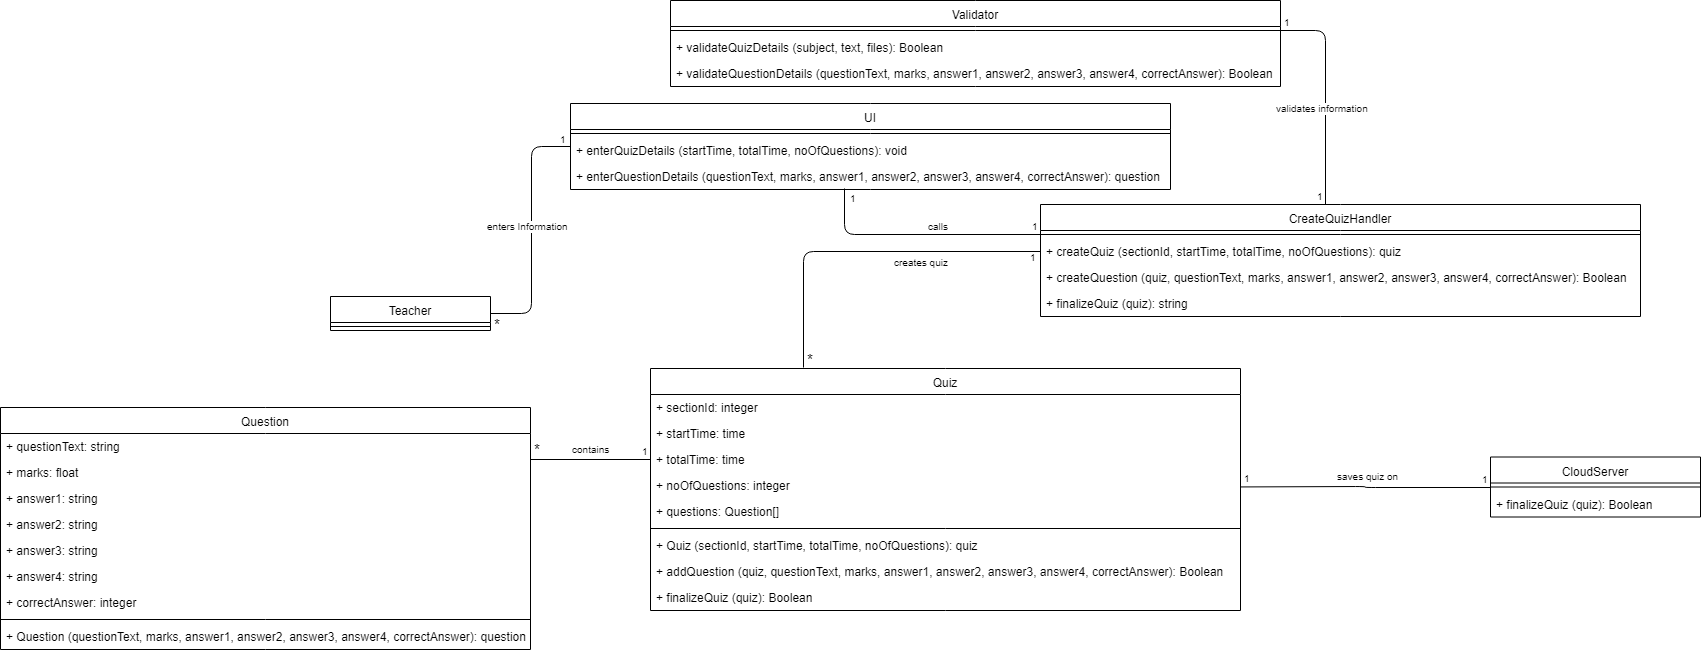 Validator
+ validateQuizDetails (subject, text, files): Boolean
+ validateQuestionDetails (questionText, marks, answer1, answer2, answer3, answer4, correctAnswer): Boolean
1
validates information
1
UI
+ enterQuizDetails (startTime, totalTime, noOfQuestions): void
+ enterQuestionDetails (questionText, marks, answer1, answer2, answer3, answer4, correctAnswer): question
1
enters Information
*
1
calls
1
CreateQuizHandler
+ createQuiz (sectionId, startTime, totalTime, noOfQuestions): quiz
+ createQuestion (quiz, questionText, marks, answer1, answer2, answer3, answer4, correctAnswer): Boolean
+ finalizeQuiz (quiz): string
1
creates quiz
*
Teacher
Quiz
+ sectionId: integer
+ startTime: time
+ totalTime: time
+ noOfQuestions: integer
+ questions: Question[]
+ Quiz (sectionId, startTime, totalTime, noOfQuestions): quiz
+ addQuestion (quiz, questionText, marks, answer1, answer2, answer3, answer4, correctAnswer): Boolean
+ finalizeQuiz (quiz): Boolean
Question
+ questionText: string
+ marks: float
+ answer1: string
+ answer2: string
+ answer3: string
+ answer4: string
+ correctAnswer: integer
+ Question (questionText, marks, answer1, answer2, answer3, answer4, correctAnswer): question
*
contains
1
1
saves quiz on
1
CloudServer
+ finalizeQuiz (quiz): Boolean